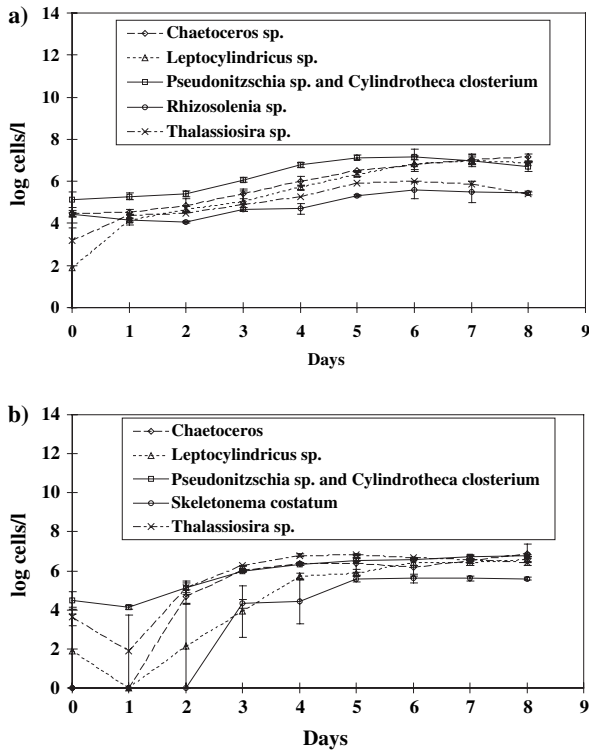 a)
14
12
10
8
6
4
2
0
log cells/l
Chaetoceros sp.
Leptocylindricus sp.
Pseudonitzschia sp. and Cylindrotheca closterium
Rhizosolenia sp.
Thalassiosira sp.
0 1 2 3 4 5 6 7 8 9
Days
b)
14
12
10
8
6
4
2
0
log cells/l
Chaetoceros
Leptocylindricus sp.
Pseudonitzschia sp. and Cylindrotheca closterium
Skeletonema costatum
Thalassiosira sp.
0 1 2 3 4 5 6 7 8 9
Days